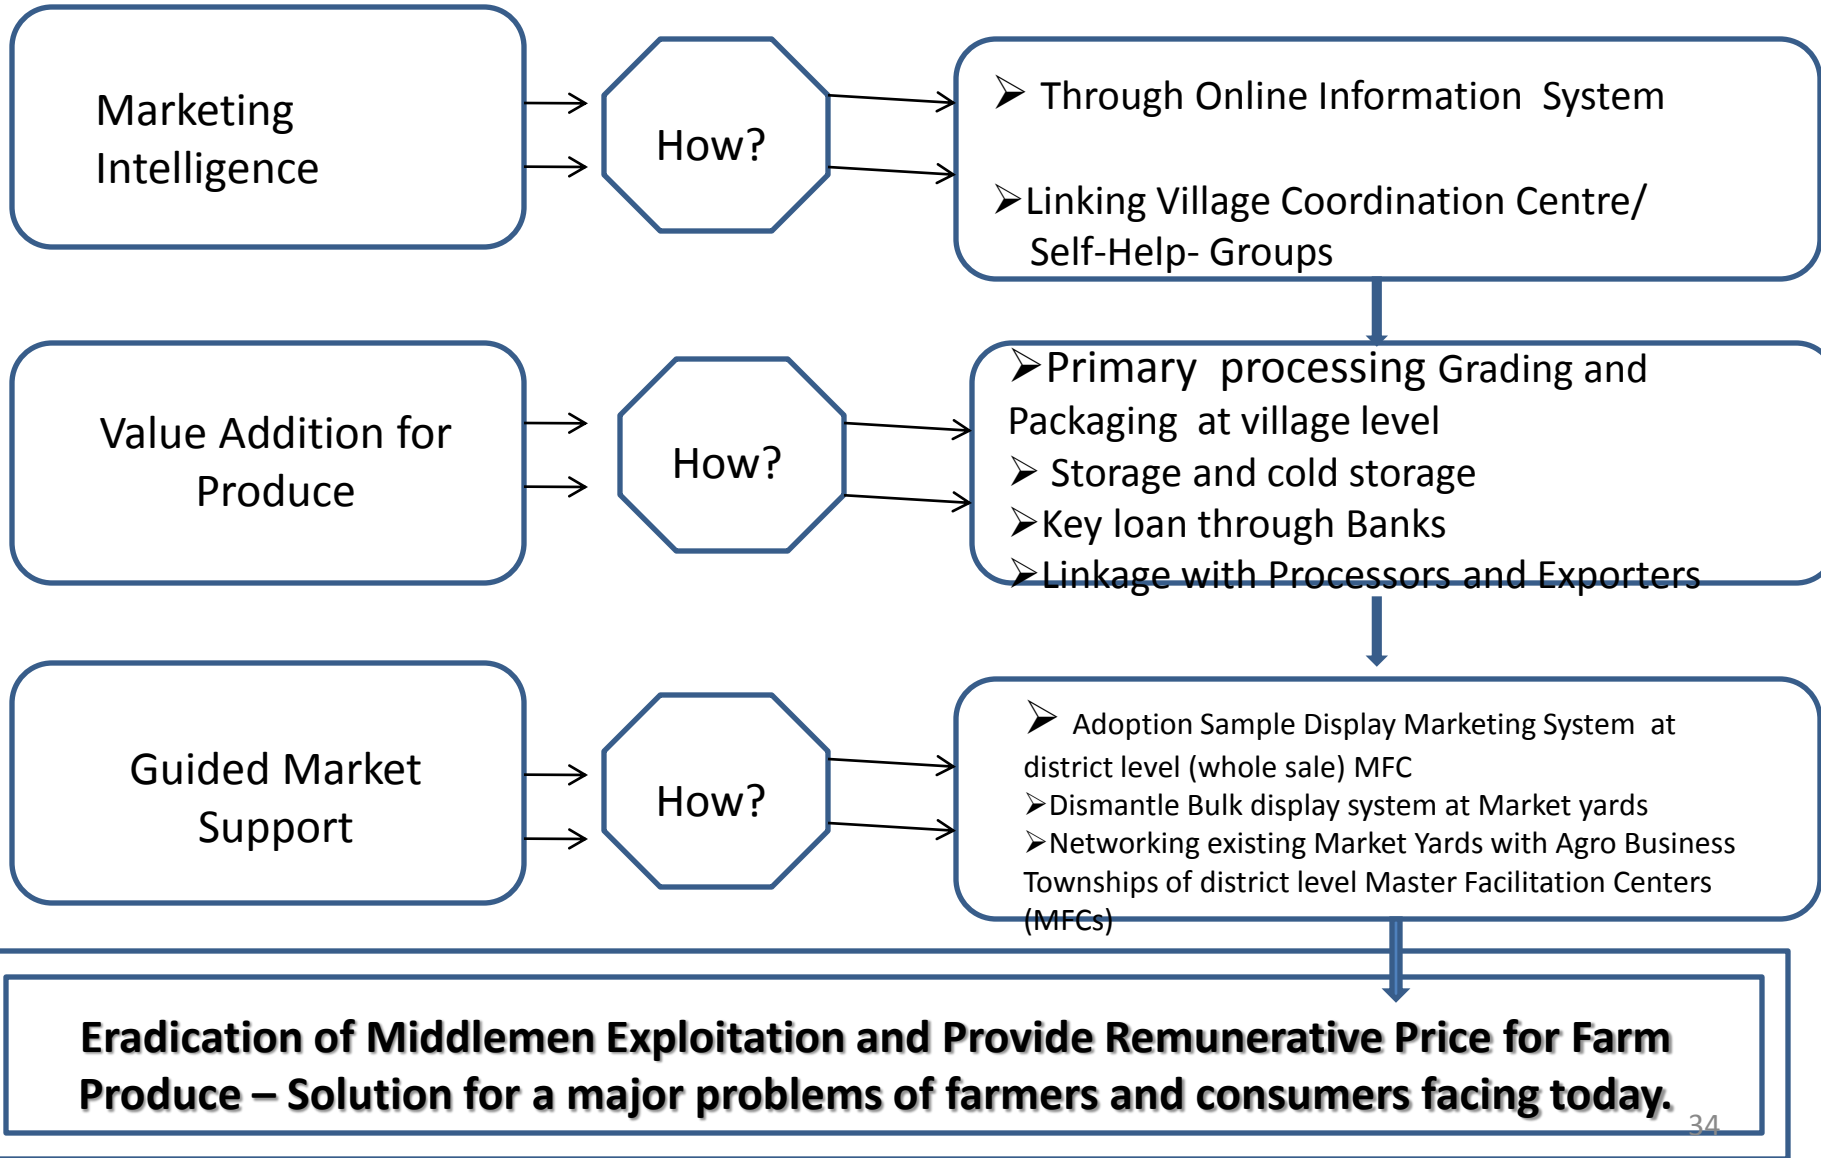 Marketing
Intelligence
How?
➢ Through Online Information System
➢Linking Village Coordination Centre/
Self-Help- Groups
Value Addition for
Produce
How?
➢Primary processing Grading and
Packaging at village level
➢ Storage and cold storage
➢Key loan through Banks
➢Linkage with Processors and Exporters
Guided Market
Support
How?
➢ Adoption Sample Display Marketing System at
district level (whole sale) MFC
➢Dismantle Bulk display system at Market yards
➢Networking existing Market Yards with Agro Business
Townships of district level Master Facilitation Centers
(MFCs)
Eradication of Middlemen Exploitation and Provide Remunerative Price for Farm
Produce – Solution for a major problems of farmers and consumers facing today.
34